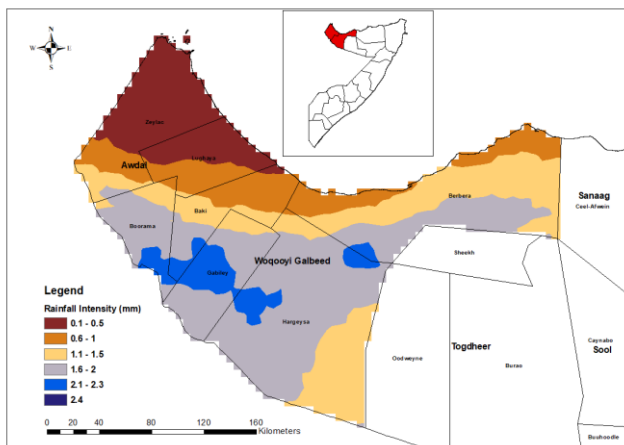 N
W E
S
Zeylac
Lughaya
Awdal
Baki
Berbera
Sanaag
Ceel-Afwein
Boorama
Woqooyi Galbeed
Sheekh
Gebiley
Hargeysa
Oodweyne
Togdheer
Burao
Caynabo
Sool
Buuhoodle
Legend
Rainfall Intensity (mm)
0.1 - 0.5
0.6 - 1
1.1 - 1.5
1.6 - 2
2.1 - 2.3
2.4
0 20 40 80 120 160
Kilometers